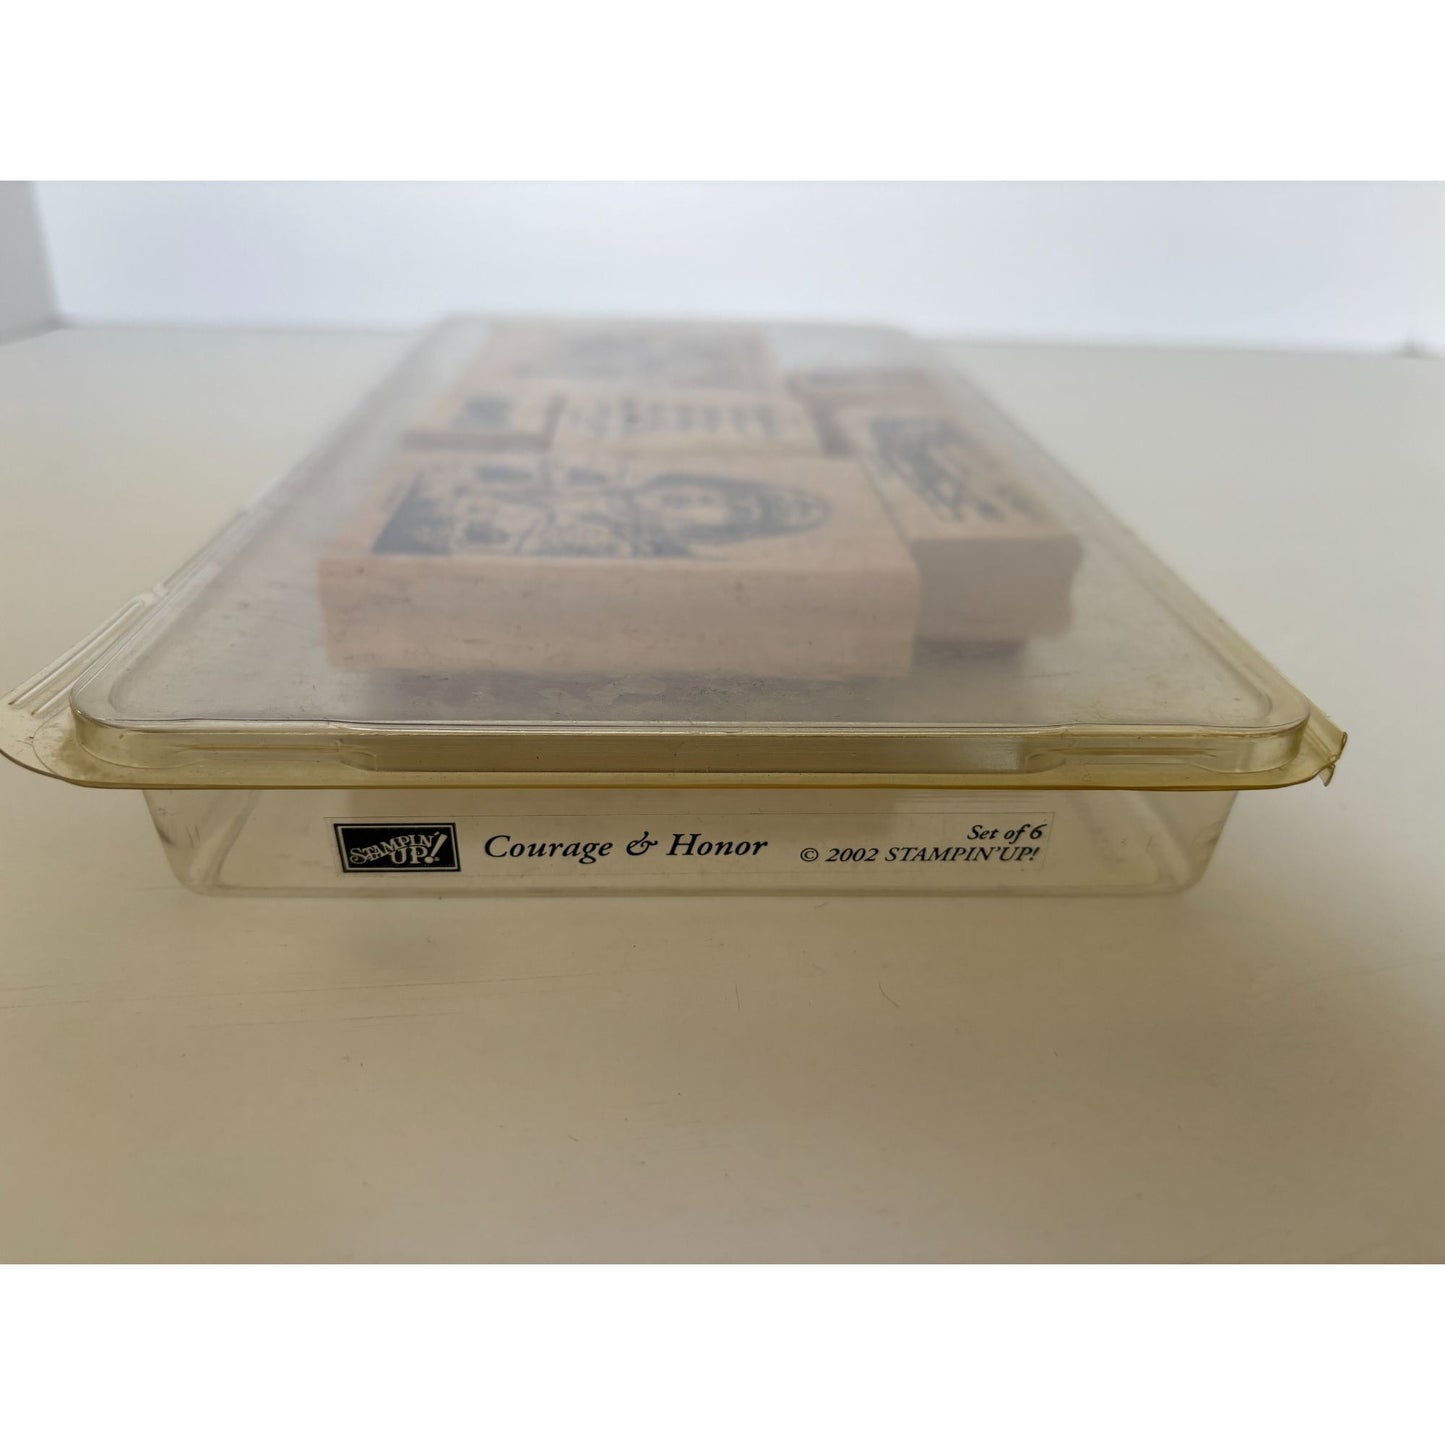 STAMPIN' UP!
Courage & Honor
Set of 6
© 2002 STAMPIN'UP!